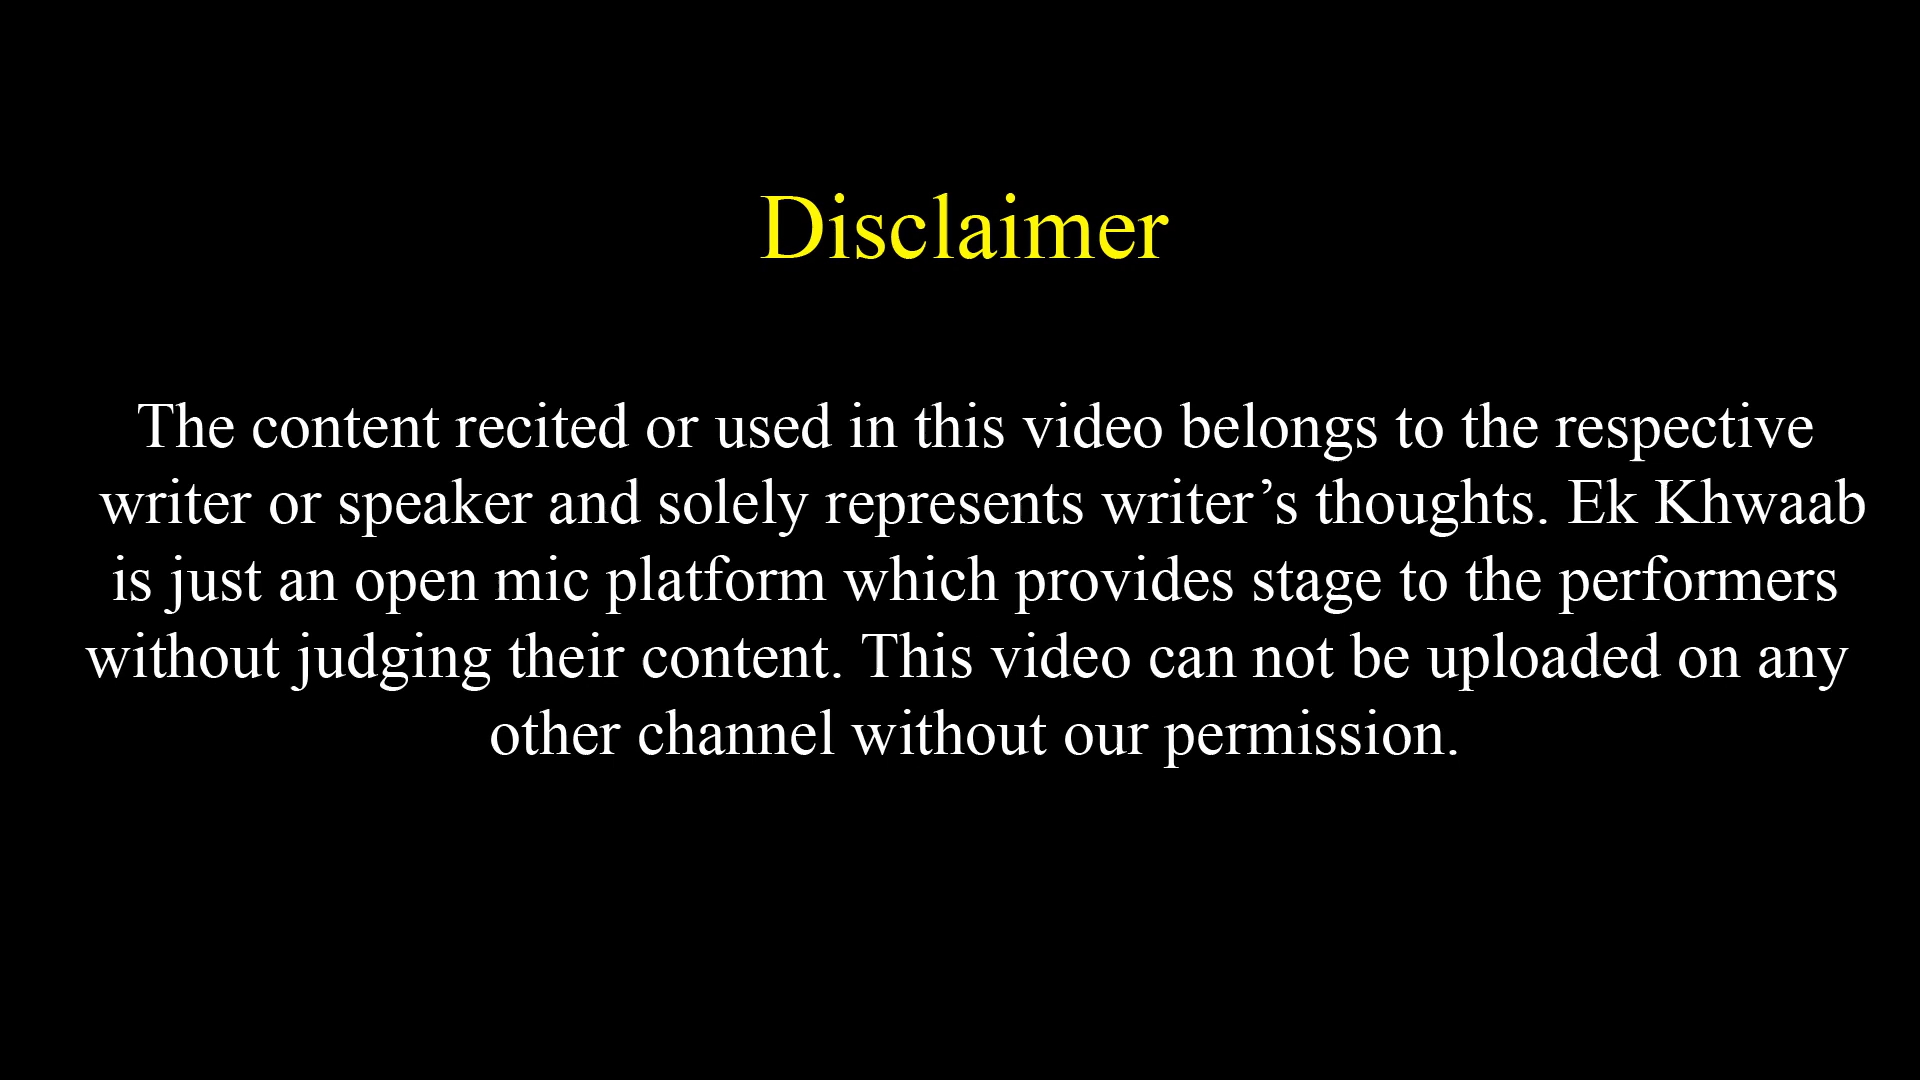 Disclaimer
The content recited or used in this video belongs to the respective
writer or speaker and solely represents writer’s thoughts. Ek Khwaab
is just an open mic platform which provides stage to the performers
without judging their content. This video can not be uploaded on any
other channel without our permission.